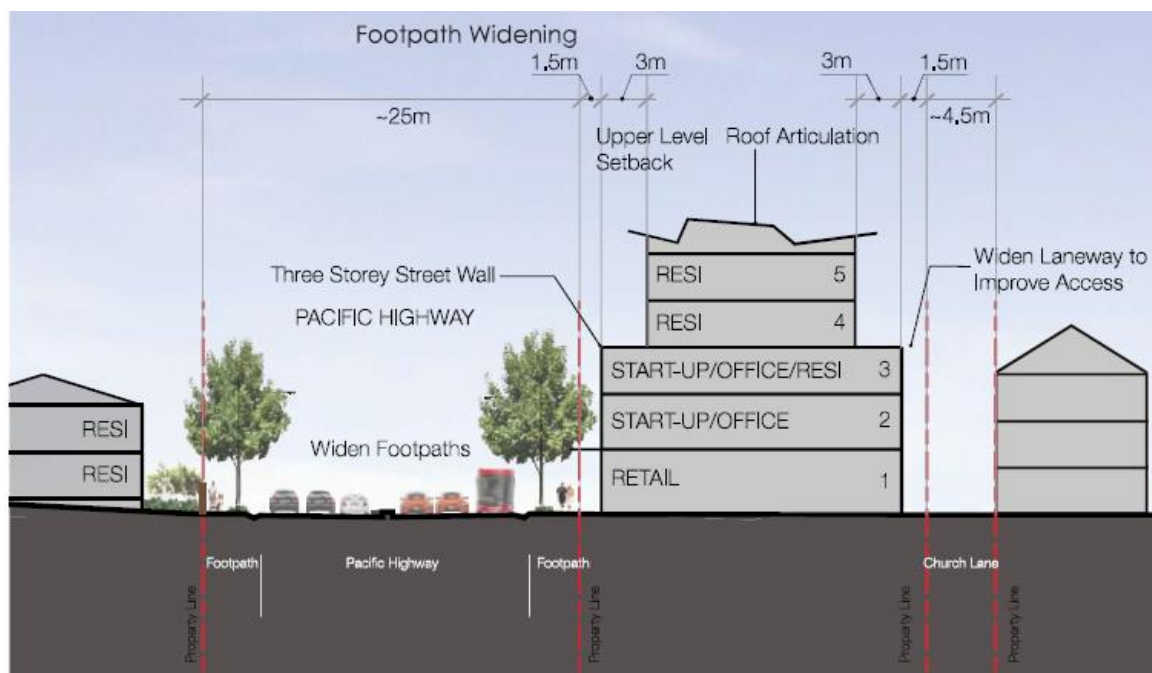 Footpath Widening
1.5m
3m
3m
1.5m
~25m
~4.5m
Upper Level
Setback
Roof Articulation
Three Storey Street Wall
Widen Laneway to
Improve Access
PACIFIC HIGHWAY
RESI 5
RESI 4
START-UP/OFFICE/RESI 3
START-UP/OFFICE 2
RETAIL 1
RESI
RESI
Widen Footpaths
Footpath
Pacific Highway
Footpath
Church Lane
Property Line
Property Line
Property Line
Property Line